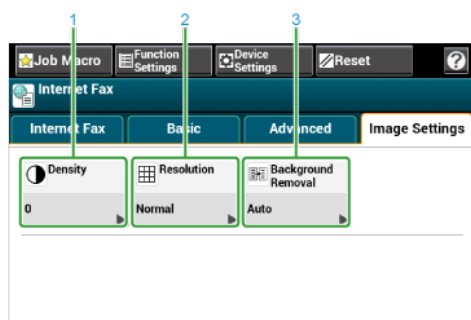 1 2 3
Job Macro Function Settings Device Settings Reset ?
Internet Fax
Internet Fax Basic Advanced Image Settings
Density Resolution Background Removal
0 Normal Auto